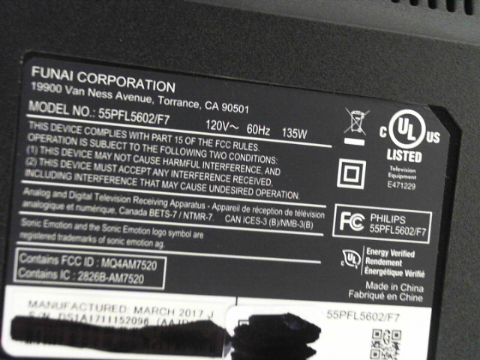 FUNAI CORPORATION
19900 Van Ness Avenue, Torrance, CA 90501
MODEL NO.: 55PFL5602/F7 120V~ 60Hz 135W
THIS DEVICE COMPLIES WITH PART 15 OF THE FCC RULES.
OPERATION IS SUBJECT TO THE FOLLOWING TWO CONDITIONS:
(1) THIS DEVICE MAY NOT CAUSE HARMFUL INTERFERENCE, AND
(2) THIS DEVICE MUST ACCEPT ANY INTERFERENCE RECEIVED,
INCLUDING INTERFERENCE THAT MAY CAUSE UNDESIRED OPERATION.
Analog and Digital Television Receiving Apparatus - Appareil de réception de télévision
analogique et numérique, Canada BETS-7 / NTMR-7. CAN ICES-3 (B)/NMB-3(B)
Sonic Emotion and the Sonic Emotion logo symbol are
registered trademarks of sonic emotion ag.
Contains FCC ID : MQ4AM7520
Contains IC : 2826B-AM7520
C UL US
LISTED
Television
Equipment
E471229
FC PHILIPS
55PFL5602/F7
UL
Energy Verified
Rendement
Énergétique Vérifié
Made in China
Fabriqué en Chine
MANUFACTURED: MARCH 2017 J
S/N DS1A1711152098
55PFL5602/F7